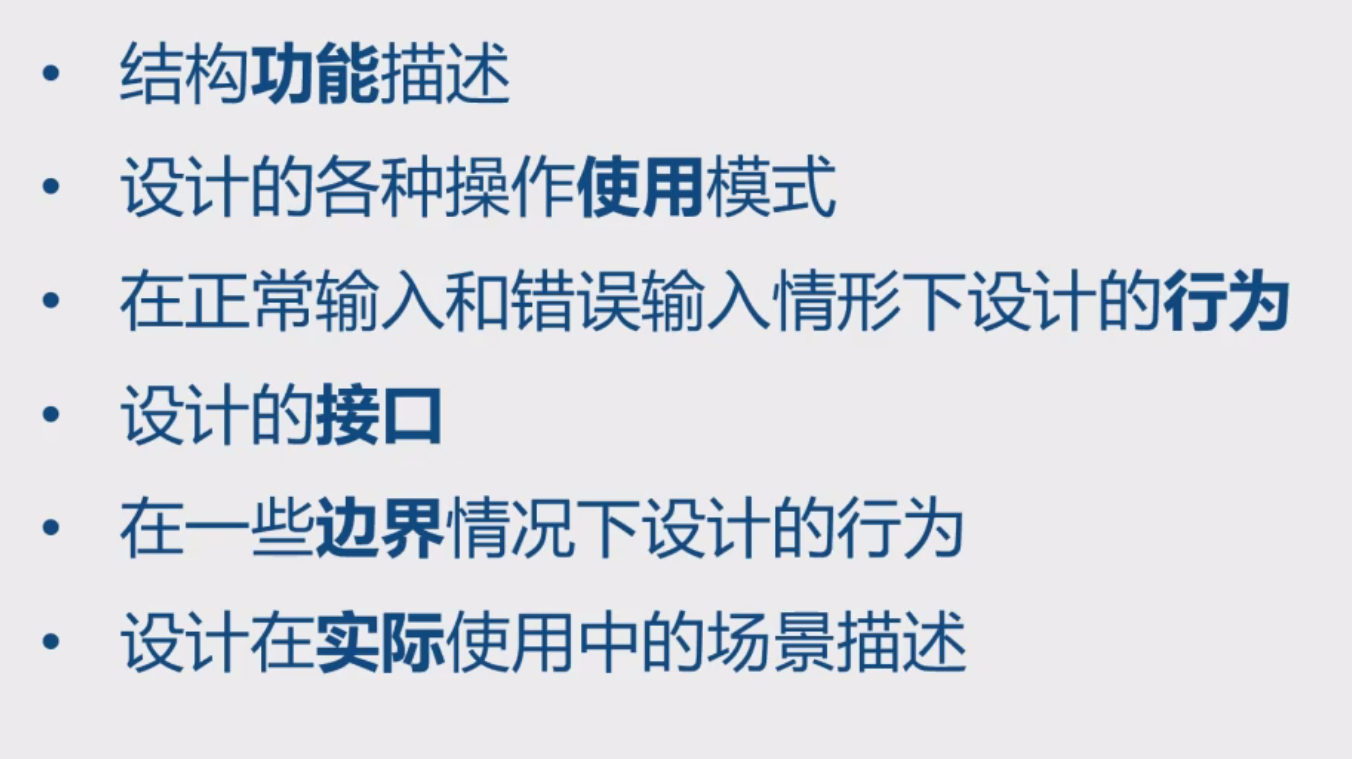 • 结构功能描述
• 设计的各种操作使用模式
• 在正常输入和错误输入情形下设计的行为
• 设计的接口
• 在一些边界情况下设计的行为
• 设计在实际使用中的场景描述